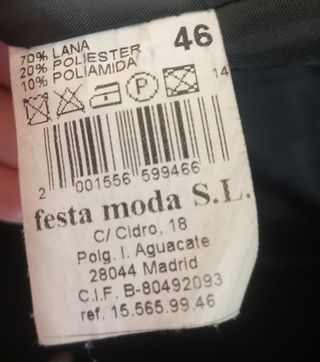 70% LANA
20% POLIESTER
10% POLIAMIDA
46
P
14
2 001556 599466
festa moda S.L.
C/ Cidro, 18
Polg. I. Aguacate
28044 Madrid
C.I.F. B-80492093
ref. 15.565.99.46